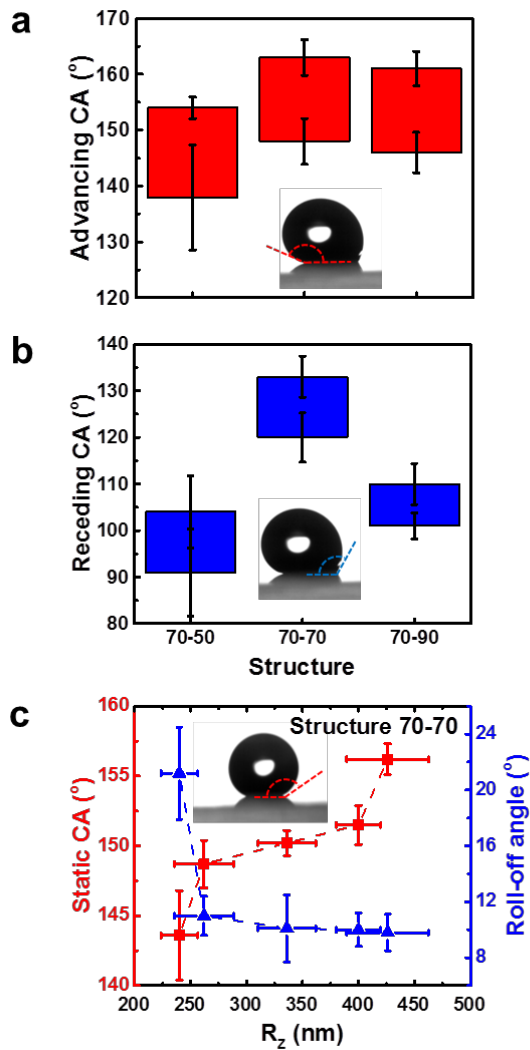 a
170
160
150
140
130
120
Advancing CA (°)
b
140
130
120
110
100
90
80
Receding CA (°)
70-50 70-70 70-90
Structure
c
Structure 70-70
160
155
150
145
140
Static CA (°)
24
20
16
12
8
Roll-off angle (°)
200 250 300 350 400 450 500
R_z (nm)